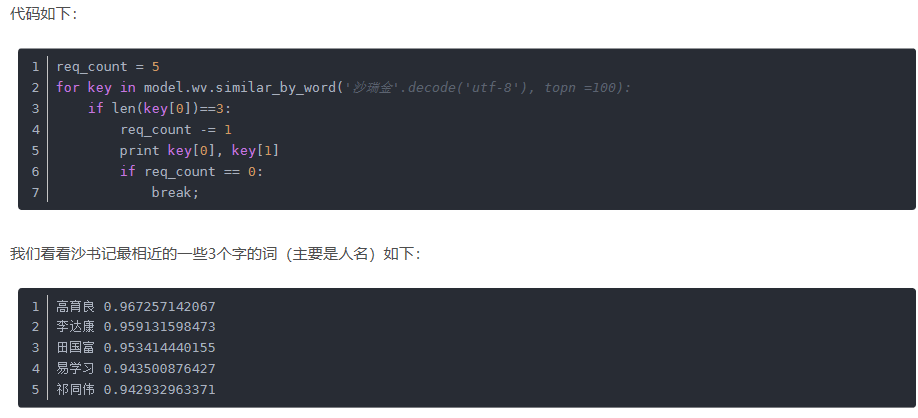 代码如下：
1 req_count = 5
2 for key in model.wv.similar_by_word('沙瑞金'.decode('utf-8'), topn =100):
3     if len(key[0])==3:
4         req_count -= 1
5         print key[0], key[1]
6         if req_count == 0:
7             break;
我们看看沙书记最相近的一些3个字的词（主要是人名）如下：
1 高育良 0.967257142067
2 李达康 0.959131598473
3 田国富 0.953414440155
4 易学习 0.943500876427
5 祁同伟 0.942932963371